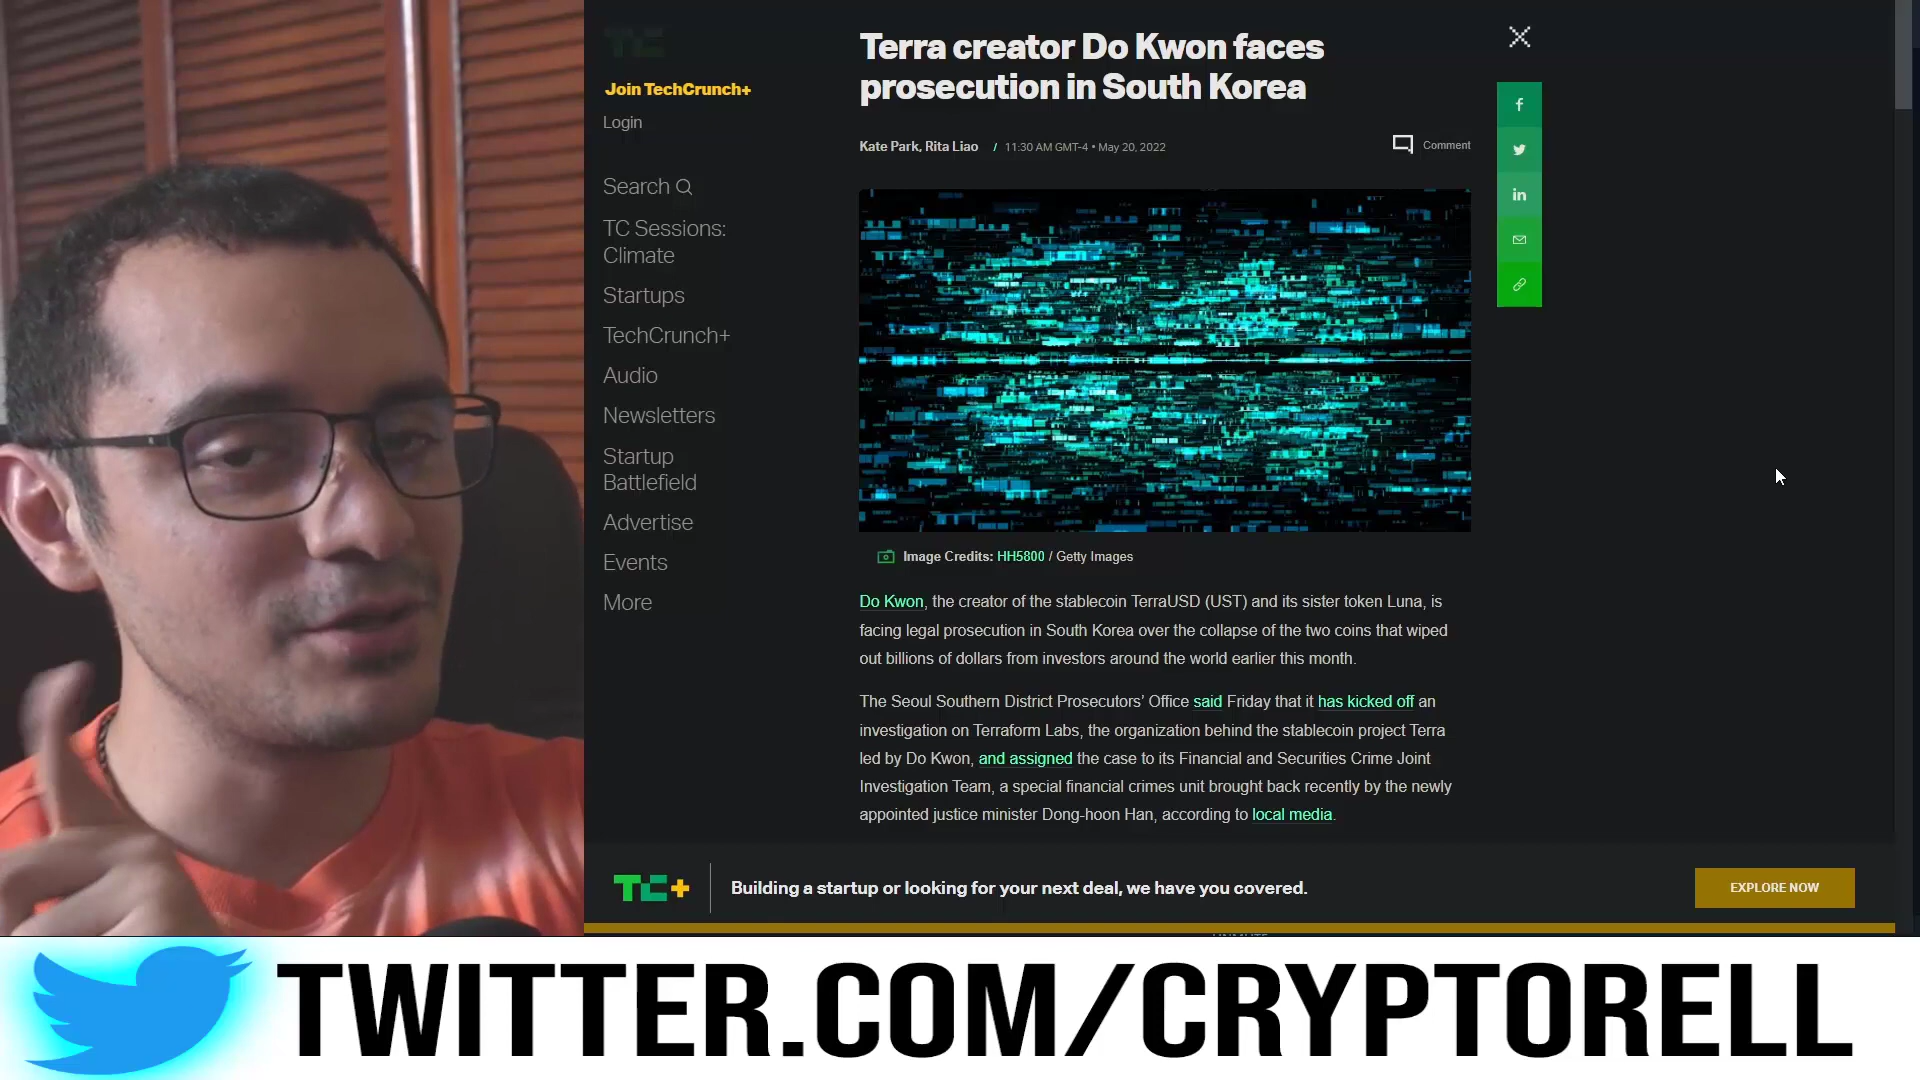 TC
Join TechCrunch+
Login
Search
TC Sessions:
Climate
Startups
TechCrunch+
Audio
Newsletters
Startup
Battlefield
Advertise
Events
More
Terra creator Do Kwon faces
prosecution in South Korea
Kate Park, Rita Liao / 11:30 AM GMT-4 • May 20, 2022
Comment
Image Credits: HH5800 / Getty Images
Do Kwon, the creator of the stablecoin TerraUSD (UST) and its sister token Luna, is
facing legal prosecution in South Korea over the collapse of the two coins that wiped
out billions of dollars from investors around the world earlier this month.
The Seoul Southern District Prosecutors’ Office said Friday that it has kicked off an
investigation on Terraform Labs, the organization behind the stablecoin project Terra
led by Do Kwon, and assigned the case to its Financial and Securities Crime Joint
Investigation Team, a special financial crimes unit brought back recently by the newly
appointed justice minister Dong-hoon Han, according to local media.
TC+
Building a startup or looking for your next deal, we have you covered.
EXPLORE NOW
TWITTER.COM/CRYPTORELL